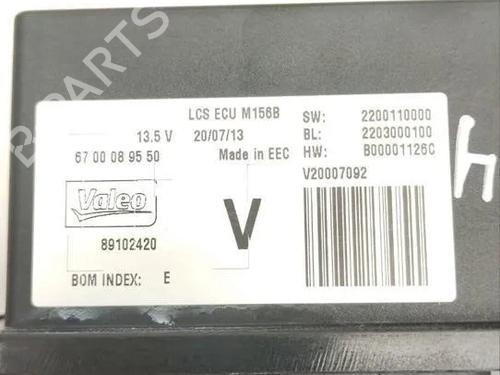 LCS ECU M156B
13.5 V 20/07/13
67 00 08 95 50 Made in EEC
Valeo
89102420
V
BOM INDEX: E
SW: 2200110000
BL: 2203000100
HW: B00001126C
V20007092
B PARTS